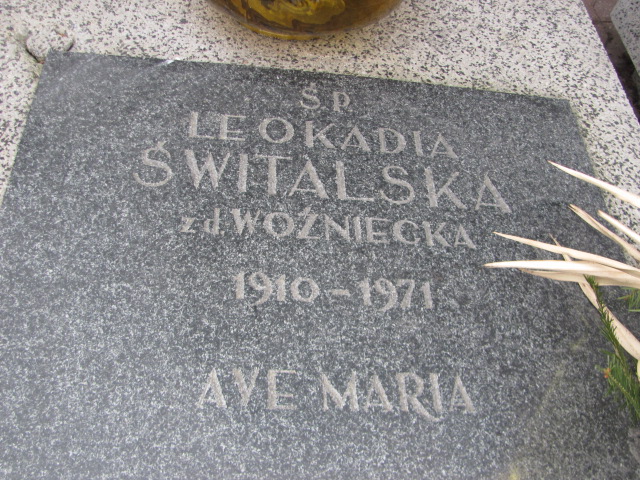 Ś.P.
LEOKADIA
ŚWITALSKA
z d. WOŹNIECKA
1910 – 1971
AVE MARIA